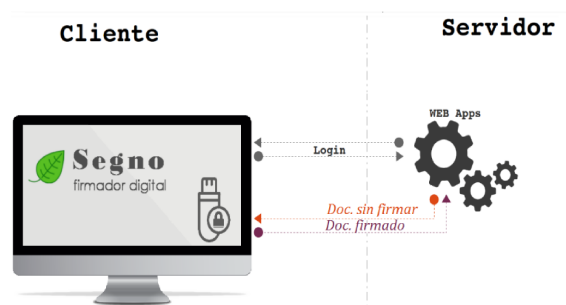 Cliente
Servidor
WEB Apps
Login
Segno
firmador digital
Doc. sin firmar
Doc. firmado